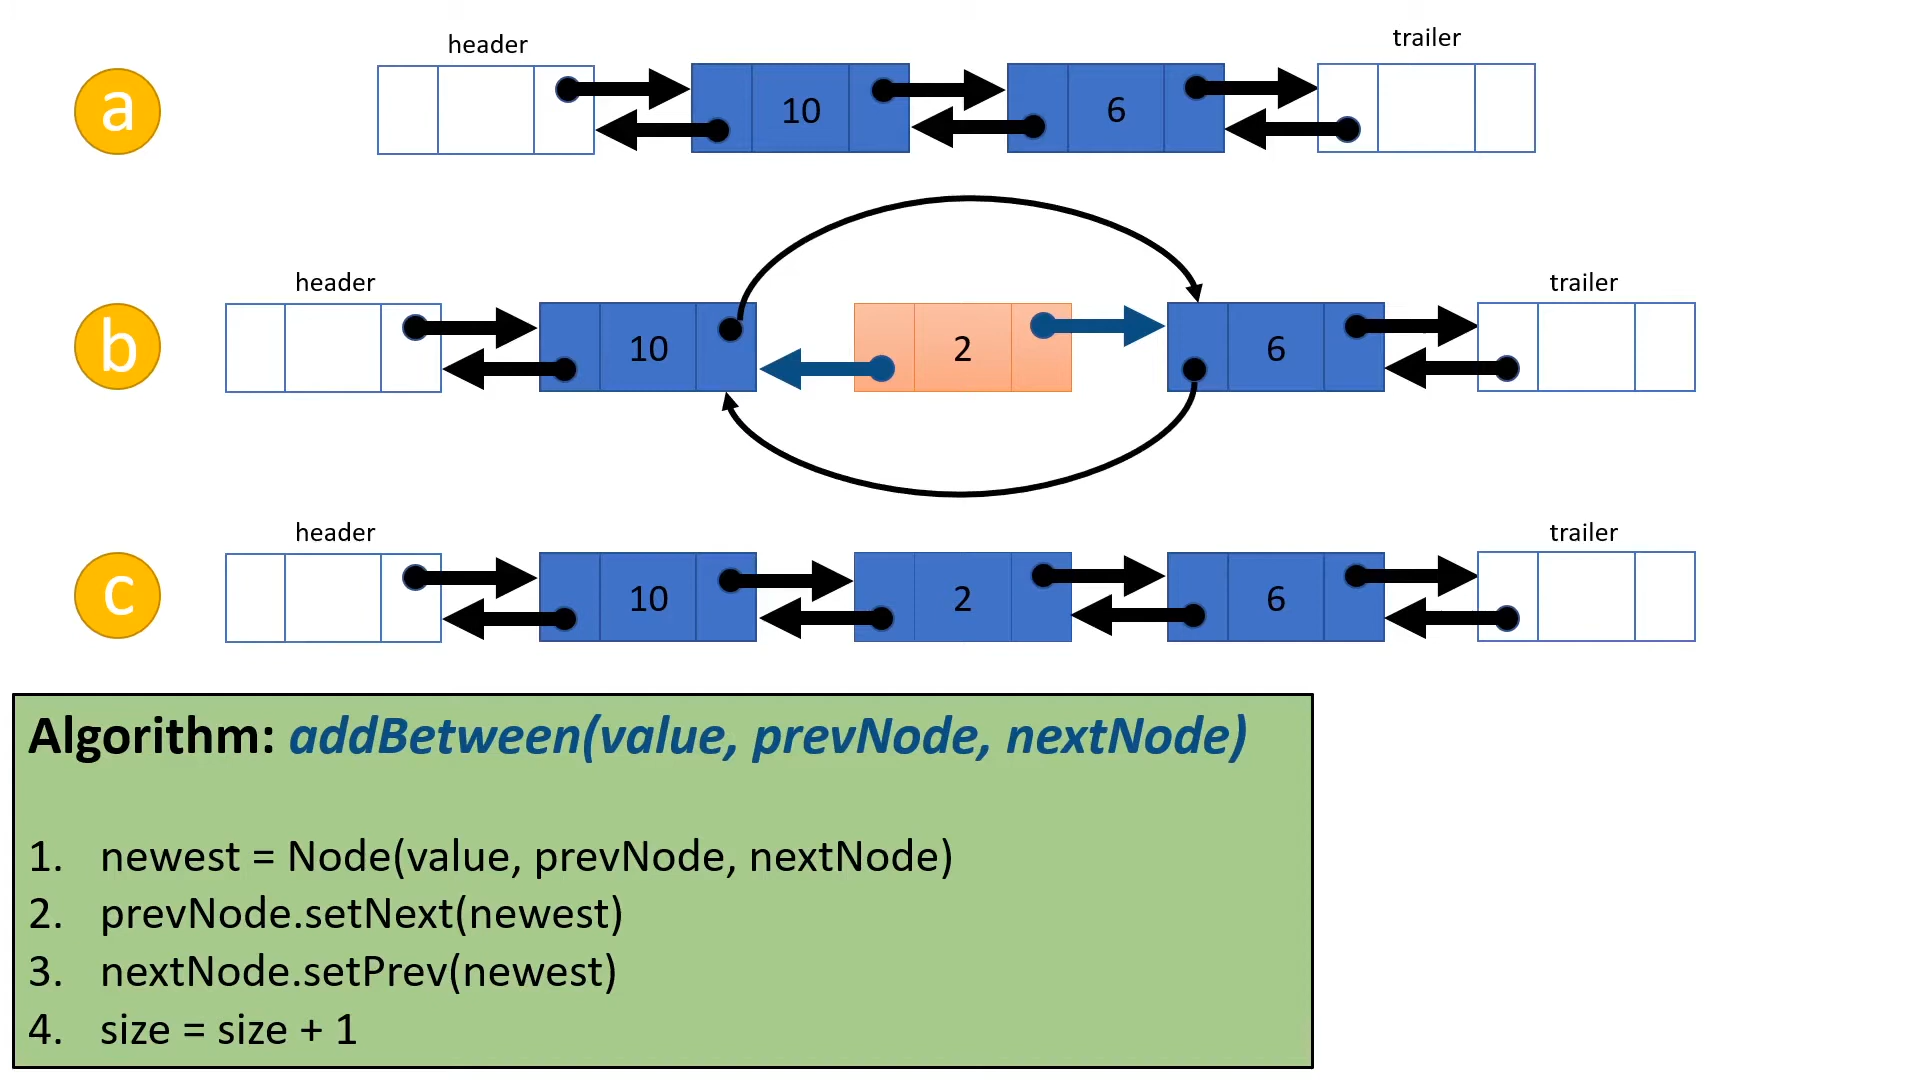 header
trailer
a
10
6
header
trailer
b
10
2
6
header
trailer
c
10
2
6
Algorithm: addBetween(value, prevNode, nextNode)
1. newest = Node(value, prevNode, nextNode)
2. prevNode.setNext(newest)
3. nextNode.setPrev(newest)
4. size = size + 1